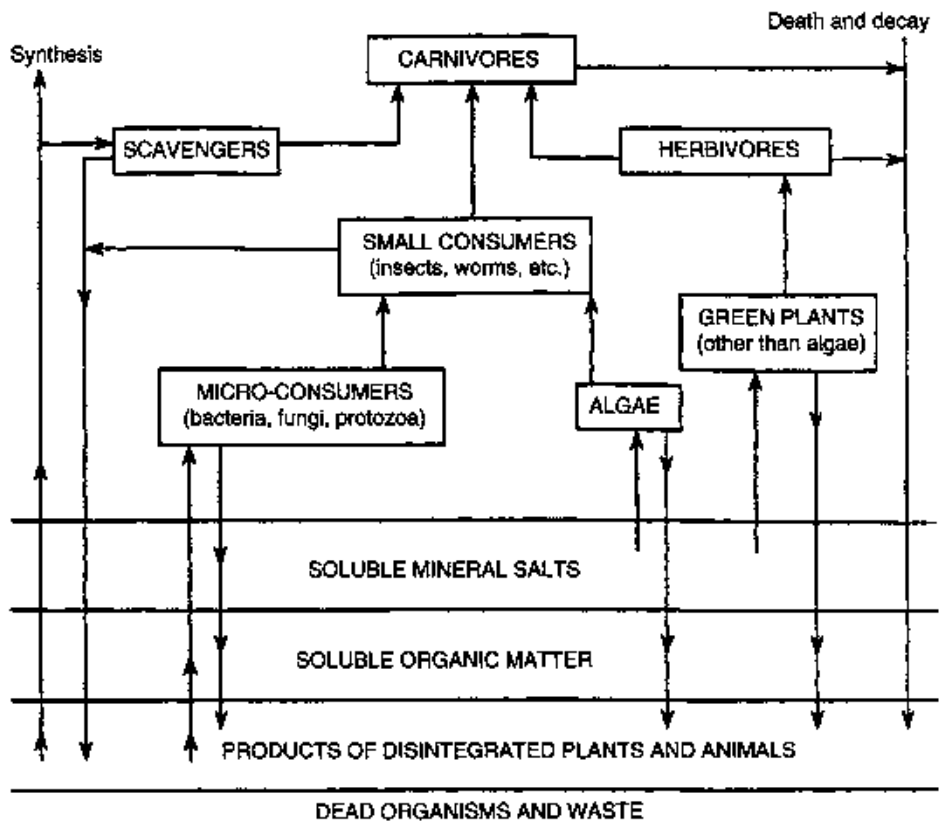 Death and decay
Synthesis
CARNIVORES
SCAVENGERS
HERBIVORES
SMALL CONSUMERS
(insects, worms, etc.)
GREEN PLANTS
(other than algae)
MICRO-CONSUMERS
(bacteria, fungi, protozoa)
ALGAE
SOLUBLE MINERAL SALTS
SOLUBLE ORGANIC MATTER
PRODUCTS OF DISINTEGRATED PLANTS AND ANIMALS
DEAD ORGANISMS AND WASTE